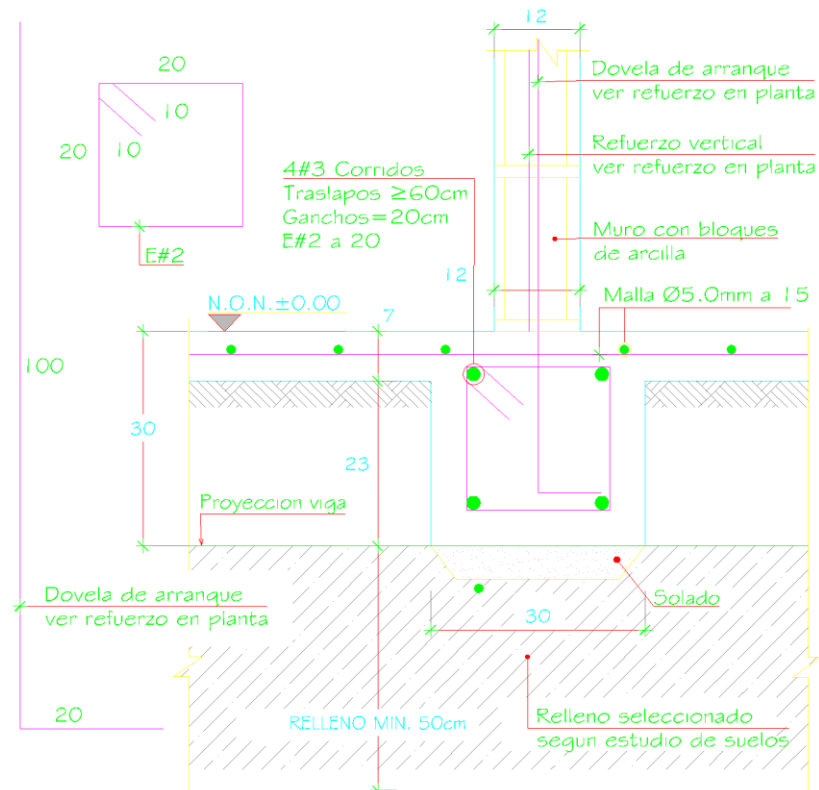 12
20
10
20
10
E#2
Dovela de arranque
ver refuerzo en planta
Refuerzo vertical
ver refuerzo en planta
4#3 Corridos
Traslapos ≥60cm
Ganchos=20cm
E#2 a 20
Muro con bloques
de arcilla
12
Malla Ø5.0mm a 15
N.O.N.±0.00
7
100
30
23
Proyeccion viga
Dovela de arranque
ver refuerzo en planta
Solado
30
20
RELLENO MIN. 50cm
Relleno seleccionado
segun estudio de suelos